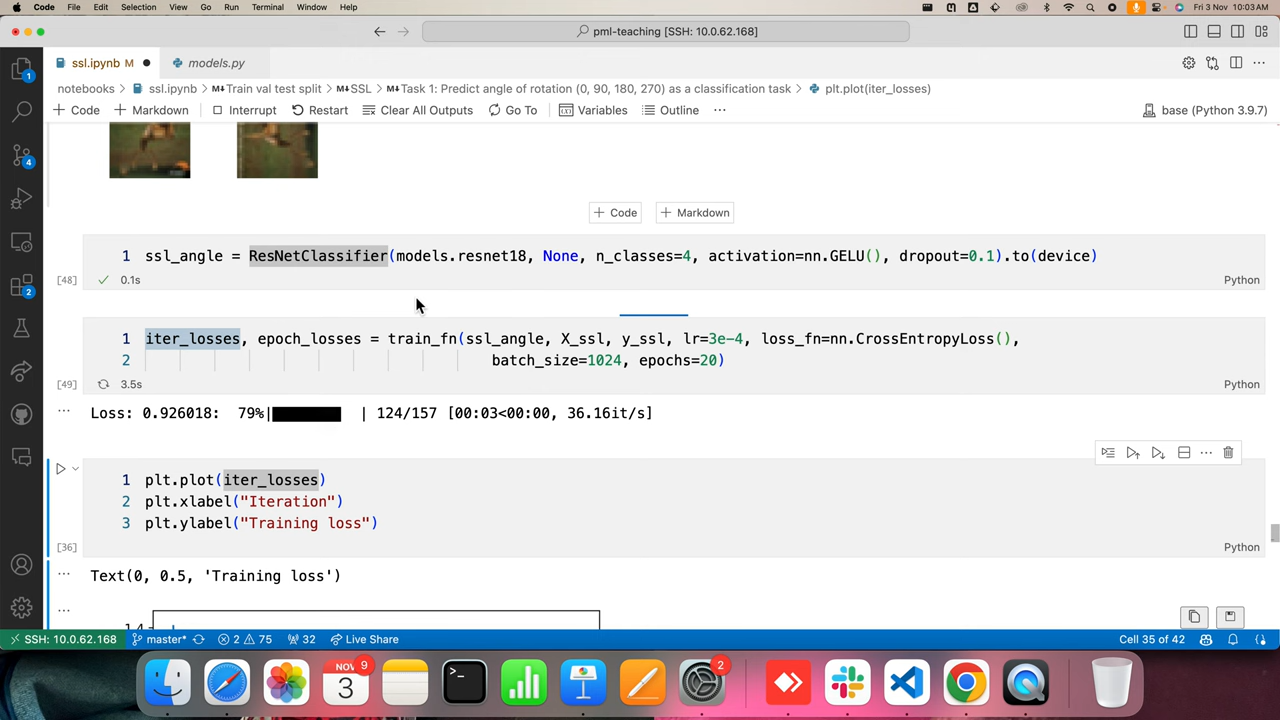 Code File Edit Selection View Go Run Terminal Window Help Fri 3 Nov 10:03 AM
pml-teaching [SSH: 10.0.62.168]
ssl.ipynb M models.py
notebooks > ssl.ipynb > Train val test split > SSL > Task 1: Predict angle of rotation (0, 90, 180, 270) as a classification task > plt.plot(iter_losses)
+ Code + Markdown Interrupt Restart Clear All Outputs Go To Variables Outline ... base (Python 3.9.7)
+ Code + Markdown
1 ssl_angle = ResNetClassifier(models.resnet18, None, n_classes=4, activation=nn.GELU(), dropout=0.1).to(device)
[48] 0.1s Python
1 iter_losses, epoch_losses = train_fn(ssl_angle, X_ssl, y_ssl, lr=3e-4, loss_fn=nn.CrossEntropyLoss(),
2 batch_size=1024, epochs=20)
[49] 3.5s Python
... Loss: 0.926018: 79%| | 124/157 [00:03<00:00, 36.16it/s]
1 plt.plot(iter_losses)
2 plt.xlabel("Iteration")
3 plt.ylabel("Training loss")
[36] Python
... Text(0, 0.5, 'Training loss')
...
1.4
SSH: 10.0.62.168 master* 2 75 32 Live Share Cell 35 of 42
1
4
2
NOV 9
3
2